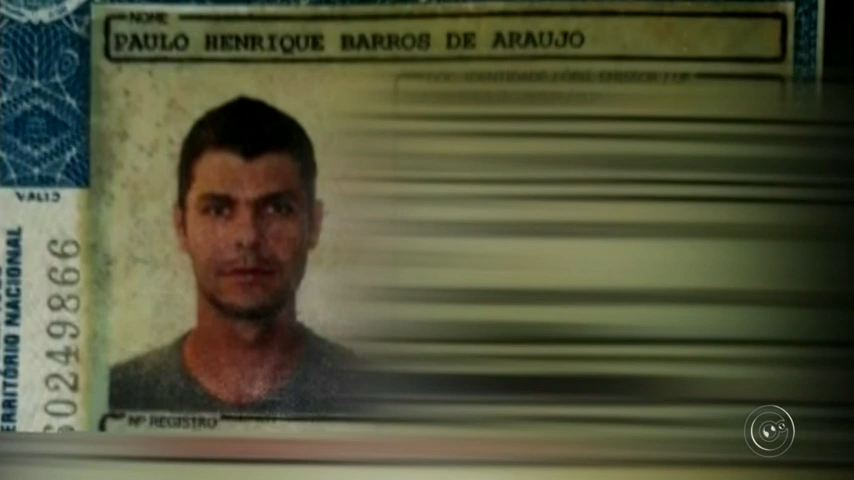 NOME
PAULO HENRIQUE BARROS DE ARAUJO
VALID
TERRITÓRIO NACIONAL
60249866
Nº REGISTRO